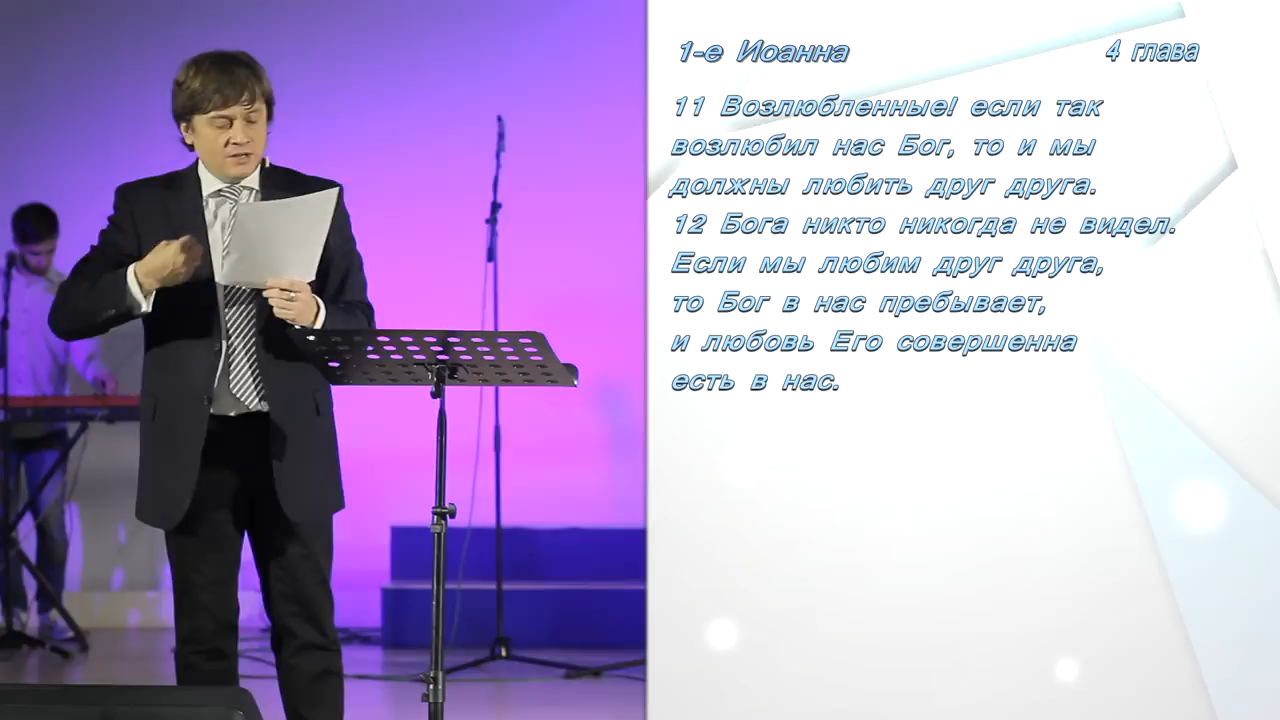 1-е Иоанна 4 глава
11 Возлюбленные! если так
возлюбил нас Бог, то и мы
должны любить друг друга.
12 Бога никто никогда не видел.
Если мы любим друг друга,
то Бог в нас пребывает,
и любовь Его совершенна
есть в нас.